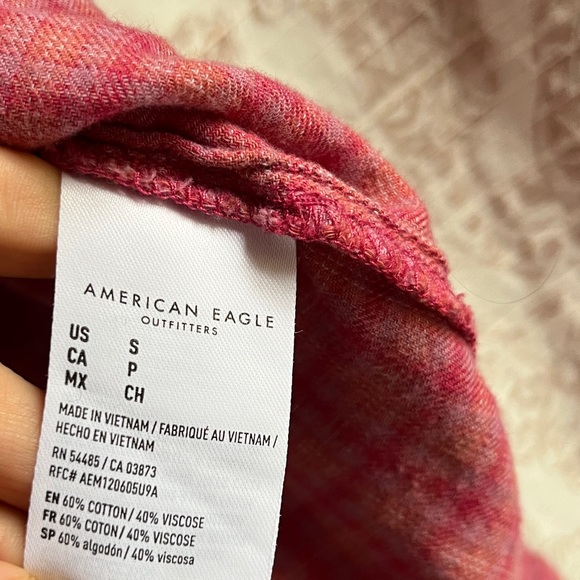 AMERICAN EAGLE
OUTFITTERS
US S
CA P
MX CH
MADE IN VIETNAM / FABRIQUÉ AU VIETNAM /
HECHO EN VIETNAM
RN 54485 / CA 03873
RFC# AEM120605U9A
EN 60% COTTON / 40% VISCOSE
FR 60% COTON / 40% VISCOSE
SP 60% algodón / 40% viscosa